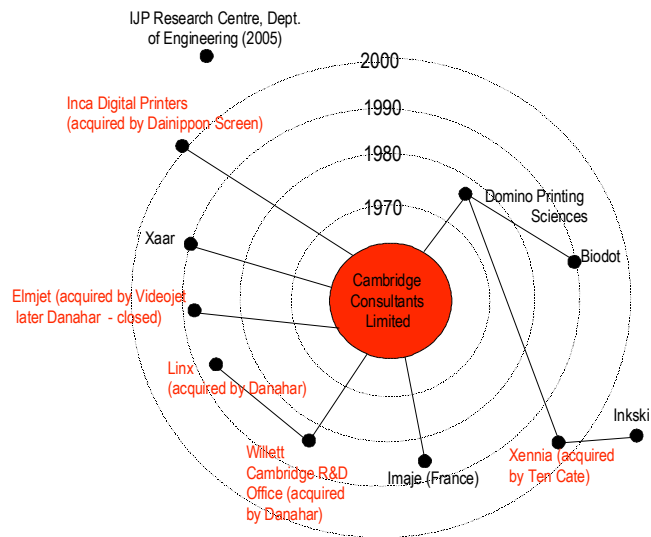 IJP Research Centre, Dept.
of Engineering (2005)
2000
Inca Digital Printers
(acquired by Dainippon Screen)
1990
1980
1970
Domino Printing
Sciences
Xaar
Biodot
Cambridge
Consultants
Limited
Elmjet (acquired by Videojet
later Danahar - closed)
Linx
(acquired by Danahar)
Inkski
Willett
Cambridge R&D
Office (acquired
by Danahar)
Imaje (France)
Xennia (acquired
by Ten Cate)